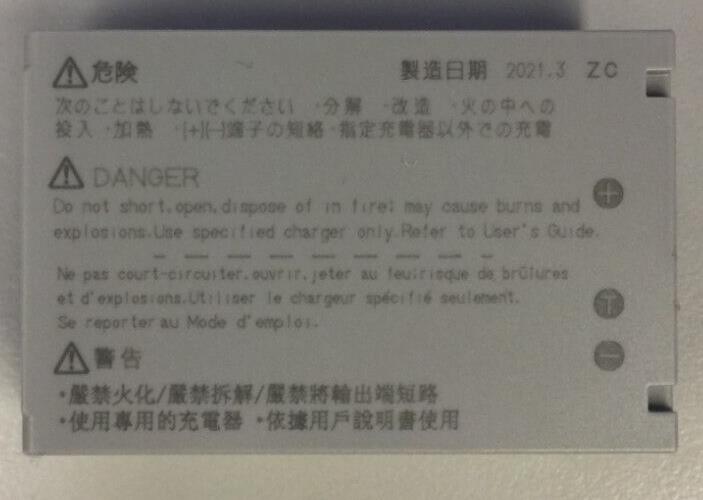 危険 製造日期 2021.3 ZC
次のことはしないでください ・分解 ・改造 ・火の中への
投入 ・加熱 ・[+][−]端子の短絡・指定充電器以外での充電
DANGER
Do not short,open,dispose of in fire; may cause burns and
explosions.Use specified charger only.Refer to User's Guide.
Ne pas court-circuiter,ouvrir,jeter au feu;risque de brûlures
et d'explosions.Utiliser le chargeur spécifié seulement.
Se reporter au Mode d'emploi.
警告
・嚴禁火化/嚴禁拆解/嚴禁將輸出端短路
・使用專用的充電器 ・依據用戶說明書使用
+
T
−